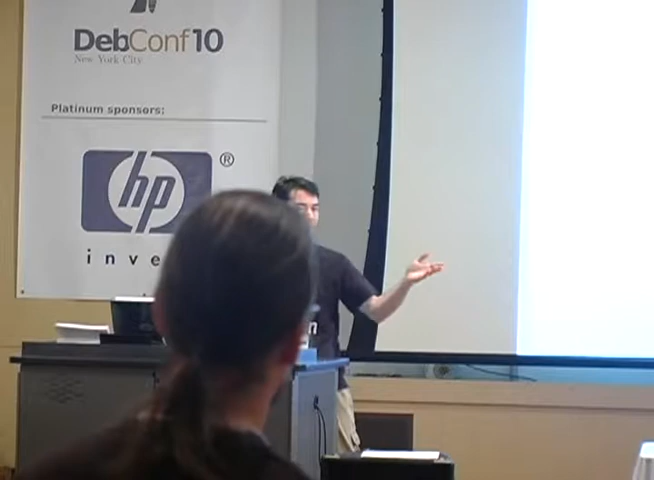 DebConf10
New York City
Platinum sponsors:
hp
®
inve